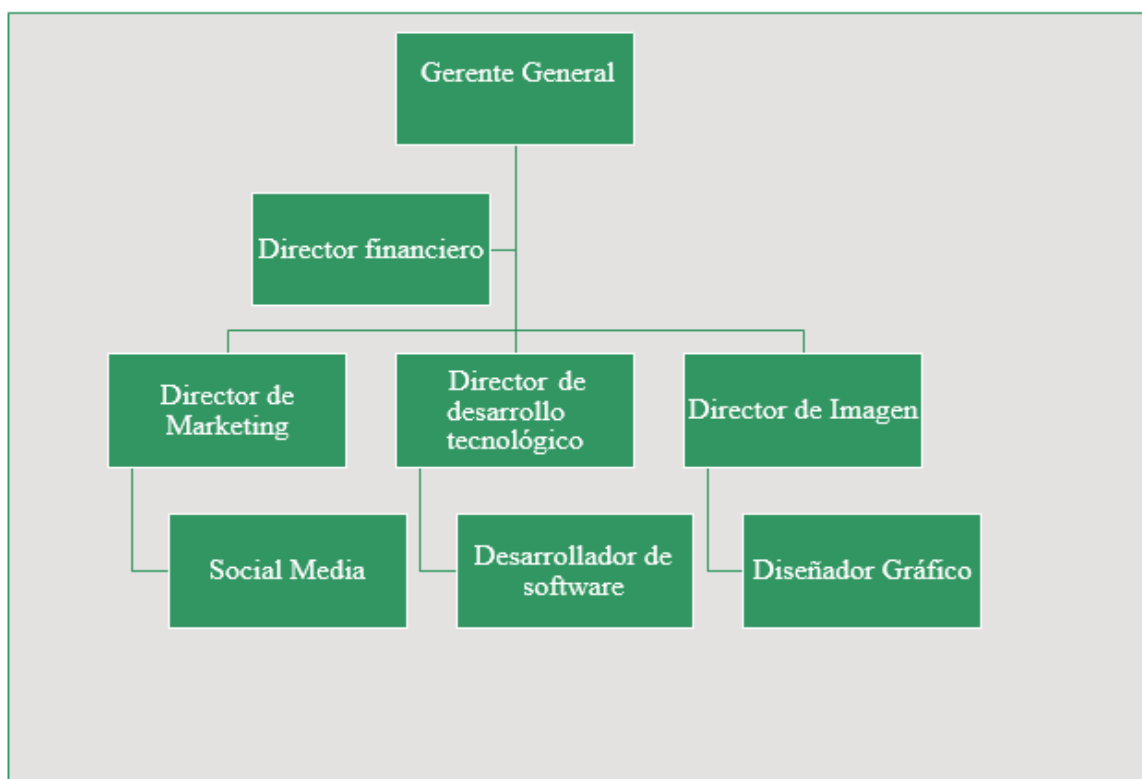 Gerente General
Director financiero
Director de
Marketing
Director de
desarrollo
tecnológico
Director de Imagen
Social Media
Desarrollador de
software
Diseñador Gráfico